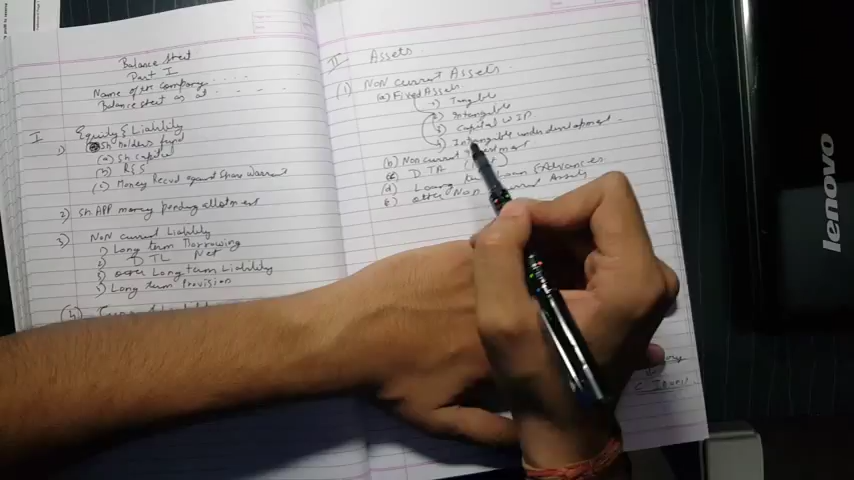 Balance Sheet
Part I
Name of the Company. . . . .
Balance sheet as at . . . . .
I Equity & Liability
1) Sh holders fund
(a) Sh capital
(b) R & S
(c) Money Recvd against Share warrant
2) Sh APP money pending allotment
3) NON current Liability
1) Long term Borrowing
2) DTL Net
3) other Long term Liability
Long term Provision
(4)
II Assets
(1) NON current Assets
(a) Fixed Assets
1) Tangible
2) Intangible
3) Capital WIP
4) Intangible under development
(b) Non current
(c) DTA
(d) Long Loan & Advances
(e) other Non current Assets
lenovo